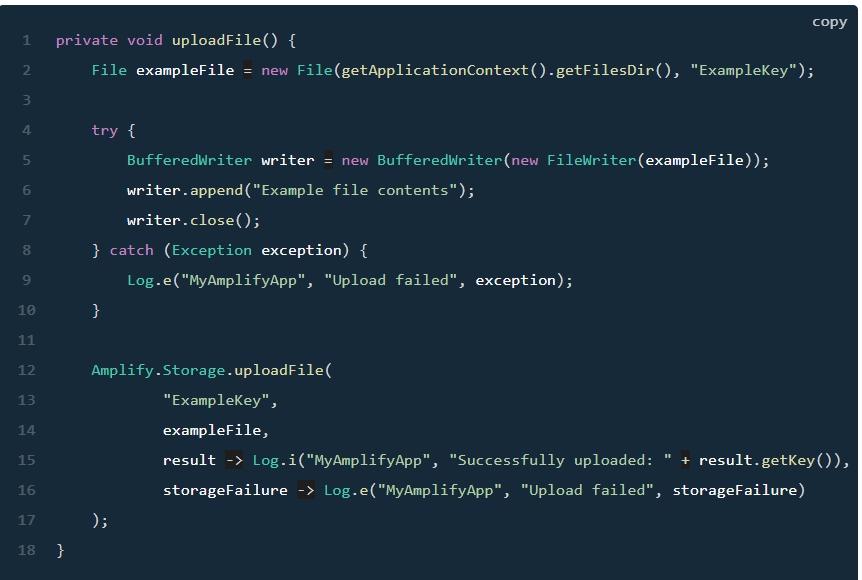 copy
1 private void uploadFile() {
2 File exampleFile = new File(getApplicationContext().getFilesDir(), "ExampleKey");
3
4 try {
5 BufferedWriter writer = new BufferedWriter(new FileWriter(exampleFile));
6 writer.append("Example file contents");
7 writer.close();
8 } catch (Exception exception) {
9 Log.e("MyAmplifyApp", "Upload failed", exception);
10 }
11
12 Amplify.Storage.uploadFile(
13 "ExampleKey",
14 exampleFile,
15 result -> Log.i("MyAmplifyApp", "Successfully uploaded: " + result.getKey()),
16 storageFailure -> Log.e("MyAmplifyApp", "Upload failed", storageFailure)
17 );
18 }